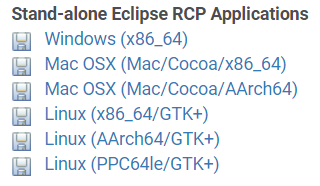 Stand-alone Eclipse RCP Applications
Windows (x86_64)
Mac OSX (Mac/Cocoa/x86_64)
Mac OSX (Mac/Cocoa/AArch64)
Linux (x86_64/GTK+)
Linux (AArch64/GTK+)
Linux (PPC64le/GTK+)